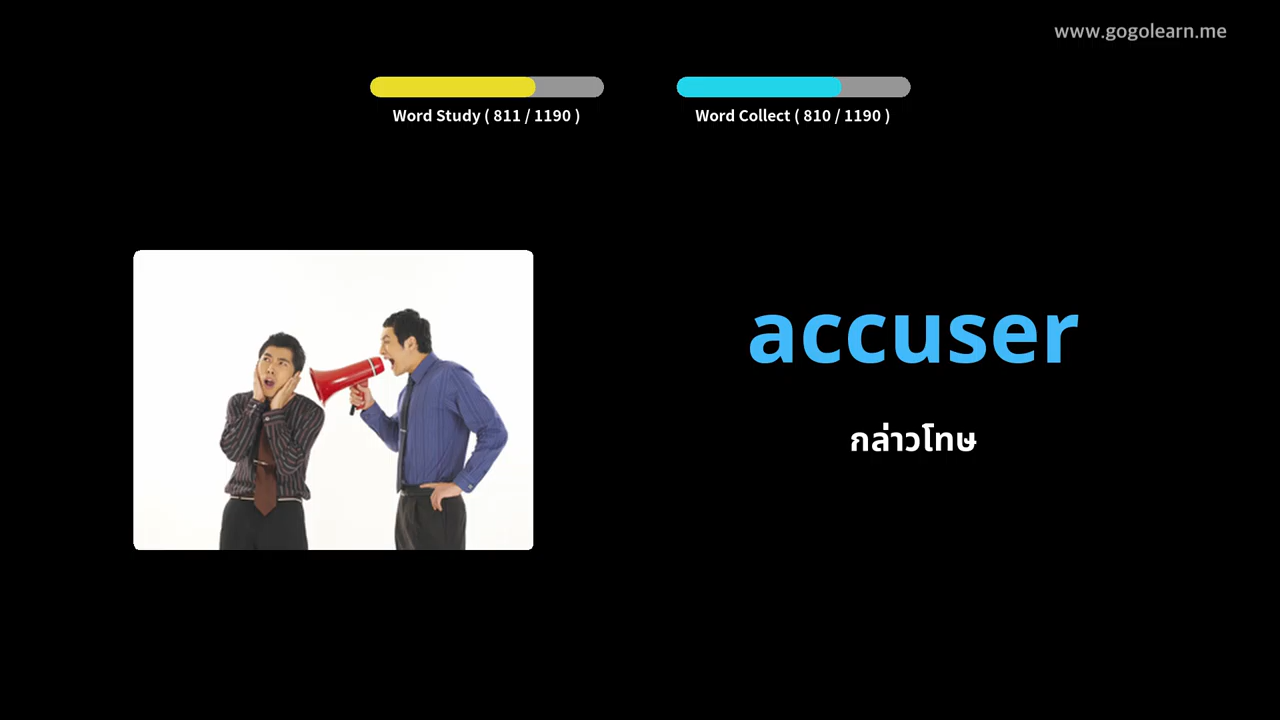 www.gogolearn.me
Word Study ( 811 / 1190 )
Word Collect ( 810 / 1190 )
accuser
กล่าวโทษ